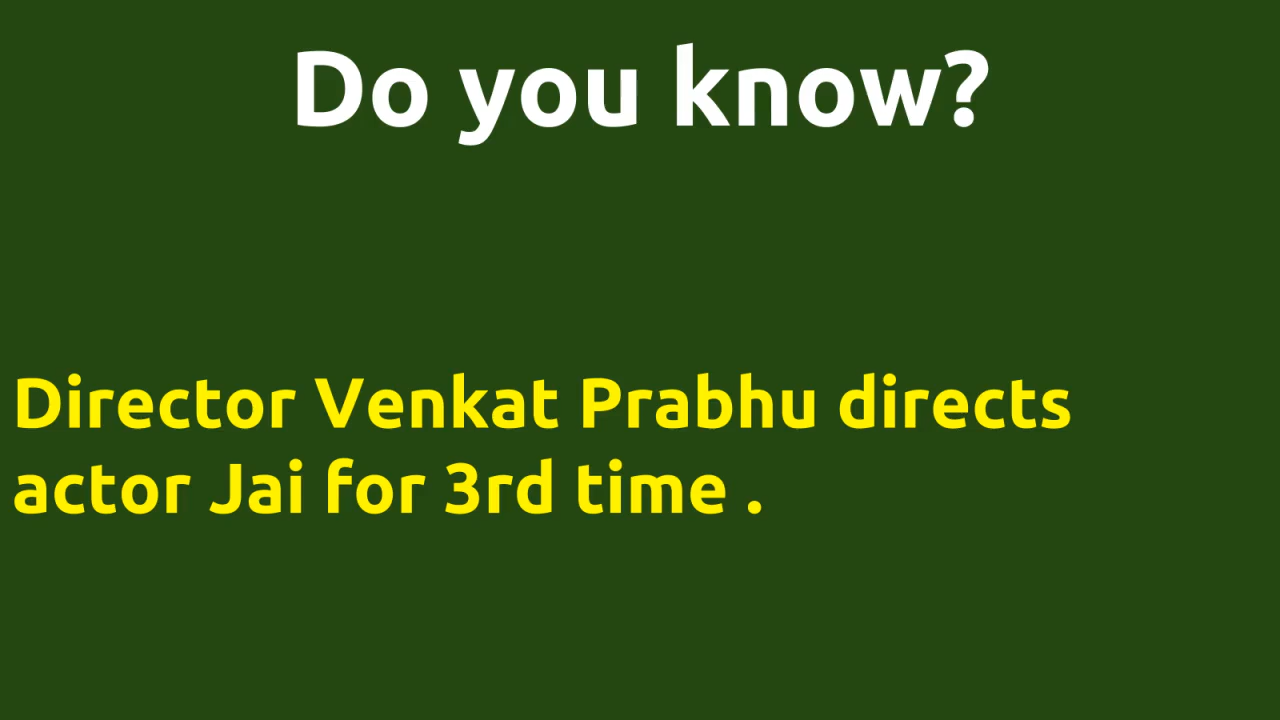 Do you know?
Director Venkat Prabhu directs
actor Jai for 3rd time .